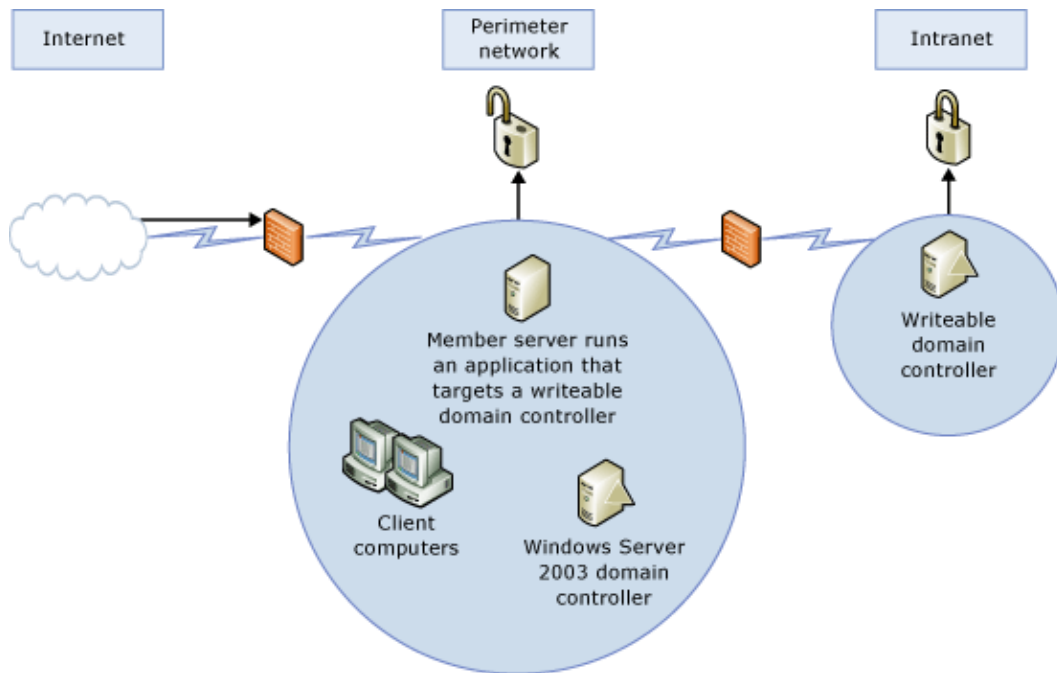 Internet
Perimeter
network
Intranet
Member server runs
an application that
targets a writeable
domain controller
Writeable
domain
controller
Client
computers
Windows Server
2003 domain
controller